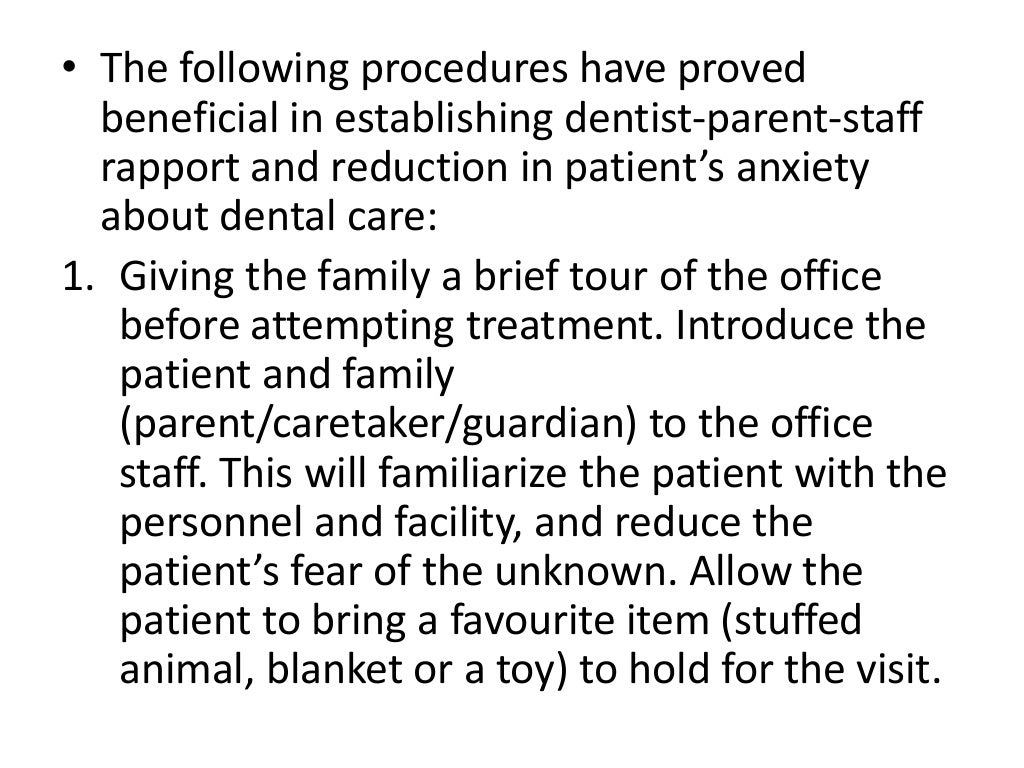 • The following procedures have proved
beneficial in establishing dentist-parent-staff
rapport and reduction in patient’s anxiety
about dental care:
1. Giving the family a brief tour of the office
before attempting treatment. Introduce the
patient and family
(parent/caretaker/guardian) to the office
staff. This will familiarize the patient with the
personnel and facility, and reduce the
patient’s fear of the unknown. Allow the
patient to bring a favourite item (stuffed
animal, blanket or a toy) to hold for the visit.